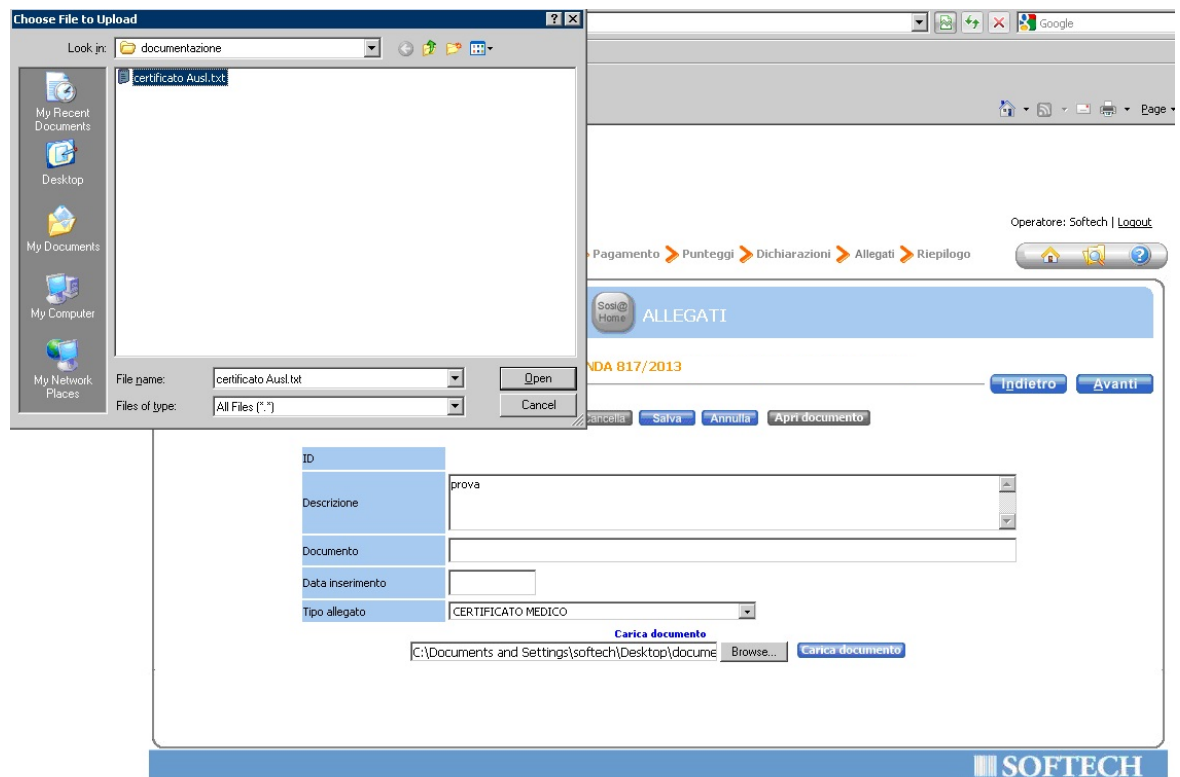 Choose File to Upload
Look in:
documentazione
Google
certificato Ausl.txt
My Recent
Documents
Page
Desktop
Operatore: Softech | Logout
My Documents
Pagamento Punteggi Dichiarazioni Allegati Riepilogo
My Computer
Sosi@
Home
ALLEGATI
My Network
Places
File name:
certificato Ausl.txt
Open
NDA 817/2013
Indietro
Avanti
Files of type:
All Files (*.*)
Cancel
Cancella
Salva
Annulla
Apri documento
ID
Descrizione
prova
Documento
Data inserimento
Tipo allegato
CERTIFICATO MEDICO
Carica documento
C:\Documents and Settings\softech\Desktop\docume
Browse...
Carica documento
SOFTECH